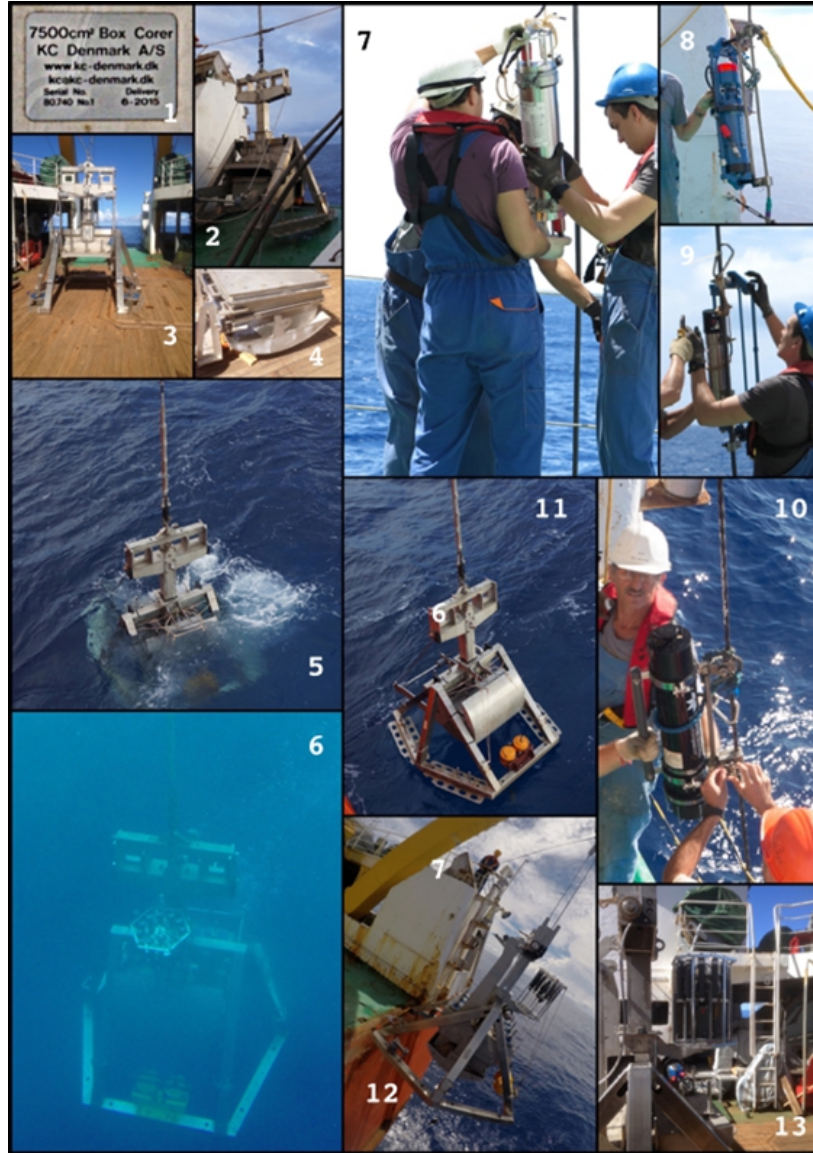 7500cm² Box Corer
KC Denmark A/S
www.kc-denmark.dk
kc@kc-denmark.dk
Serial No. Delivery
80740 No.1 6-2015
1
2
3
4
5
6
7
8
9
10
11
6
7
12
13